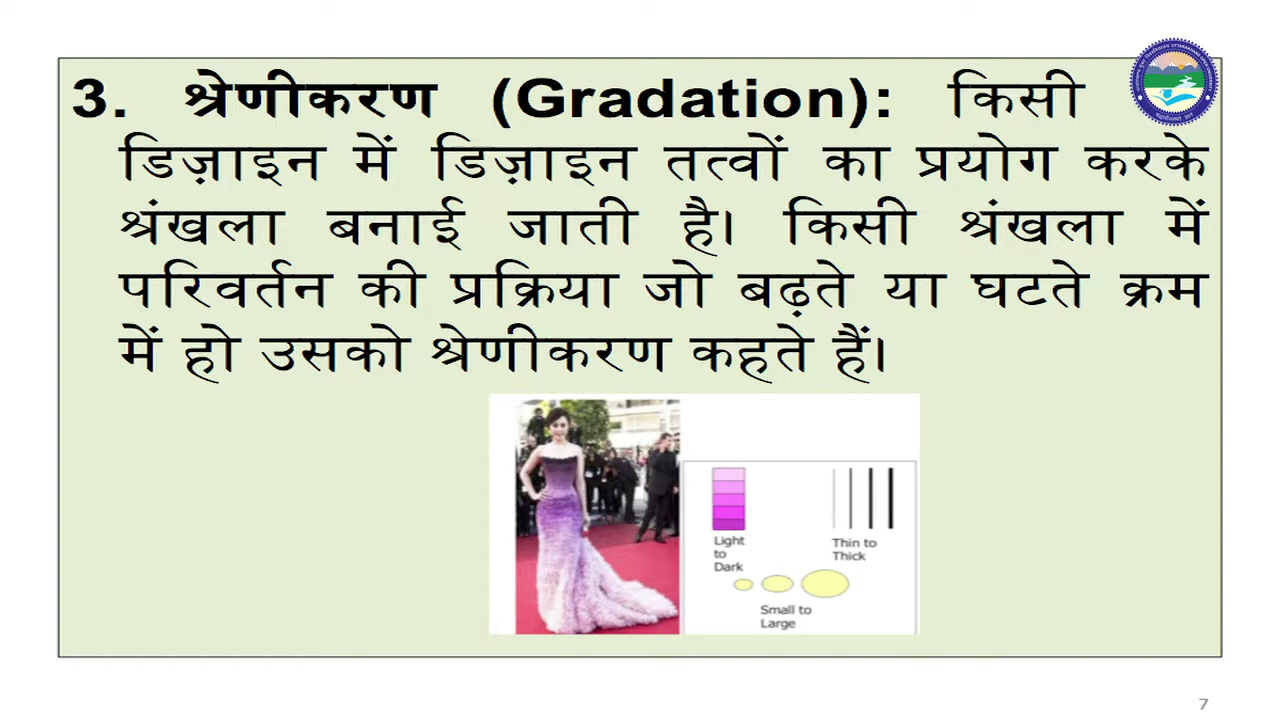 3. श्रेणीकरण (Gradation): किसी
डिज़ाइन में डिज़ाइन तत्वों का प्रयोग करके
श्रंखला बनाई जाती है। किसी श्रंखला में
परिवर्तन की प्रक्रिया जो बढ़ते या घटते क्रम
में हो उसको श्रेणीकरण कहते हैं।
Light
to
Dark
Thin to
Thick
Small to
Large
7